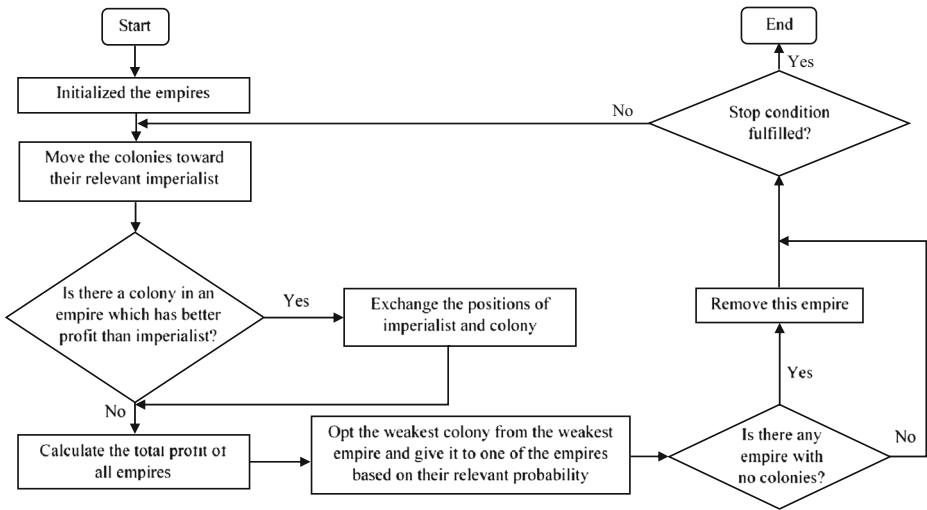 Start
Initialized the empires
Move the colonies toward
their relevant imperialist
Is there a colony in an
empire which has better
profit than imperialist?
Yes
Exchange the positions of
imperialist and colony
No
Calculate the total profit of
all empires
Opt the weakest colony from the weakest
empire and give it to one of the empires
based on their relevant probability
Is there any
empire with
no colonies?
No
Yes
Remove this empire
Stop condition
fulfilled?
No
Yes
End